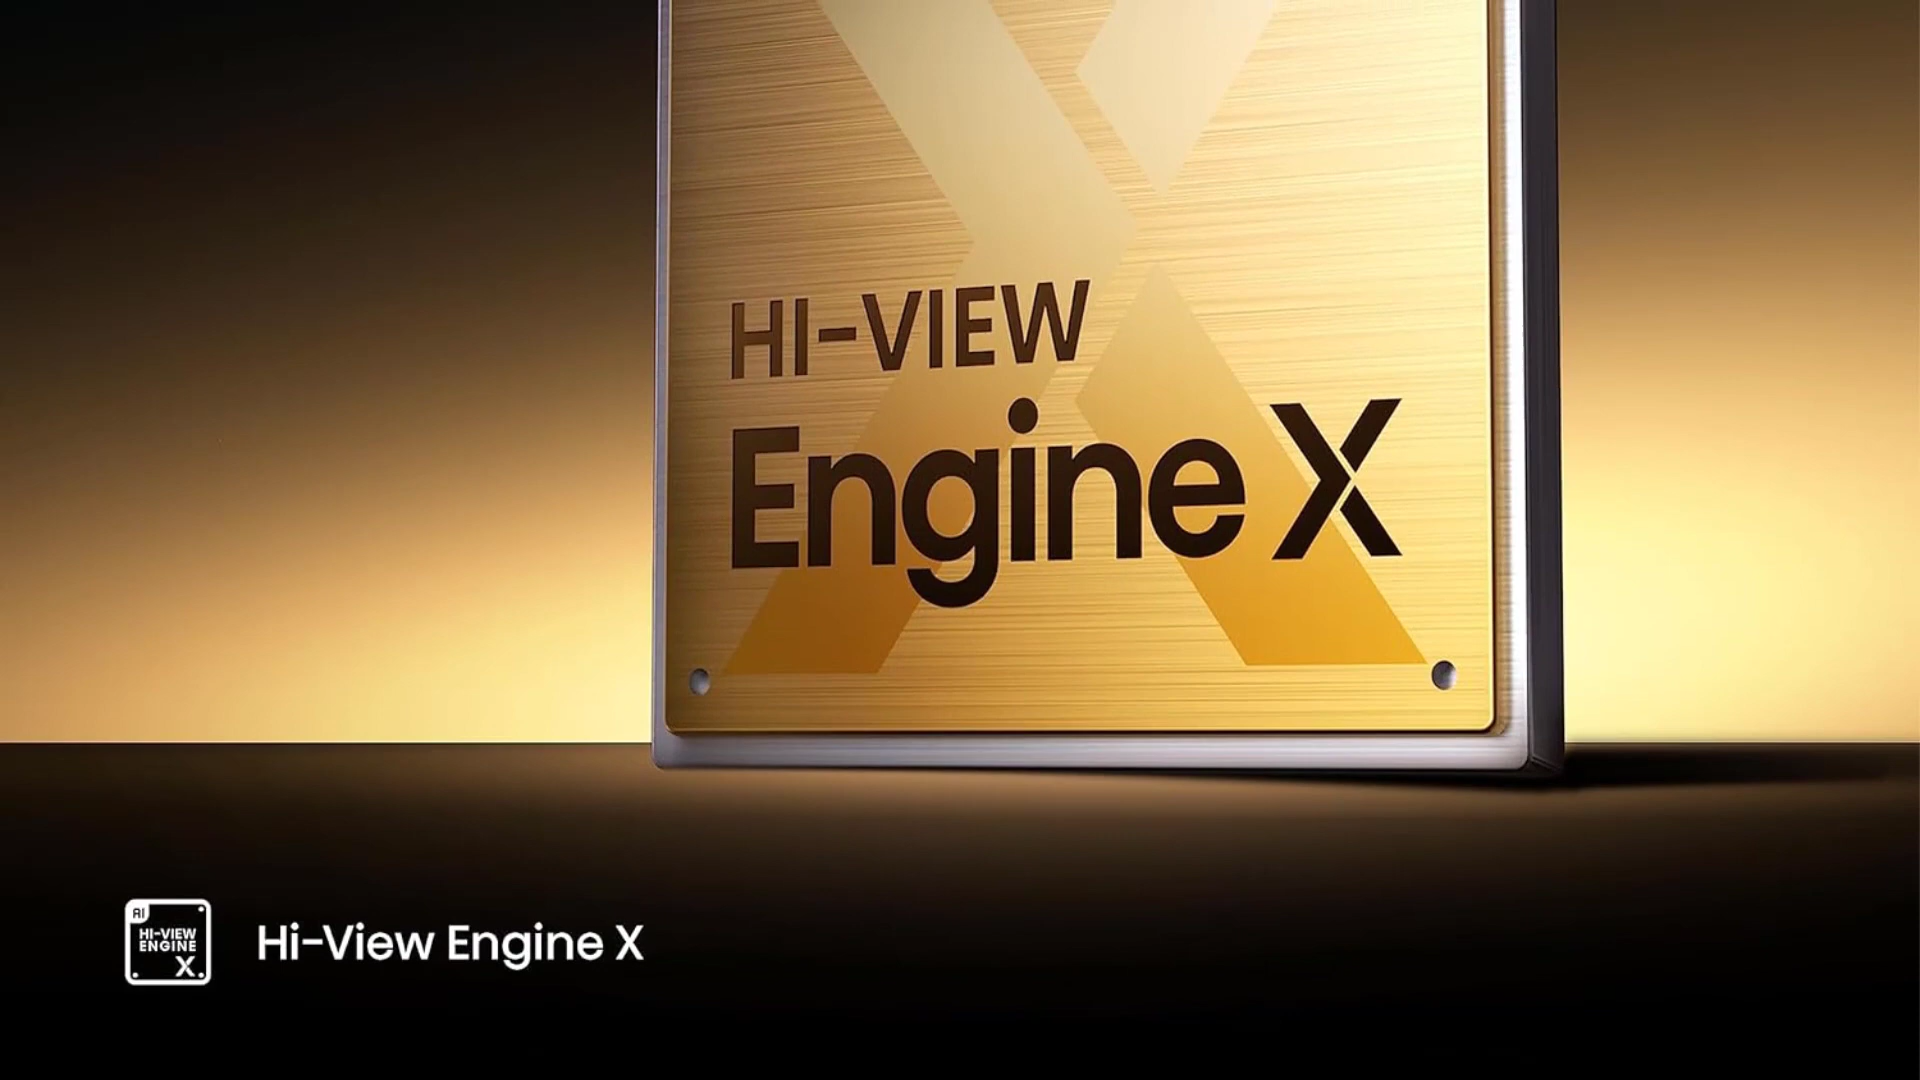 HI-VIEW
Engine X
AI
HI-VIEW
ENGINE
X
Hi-View Engine X